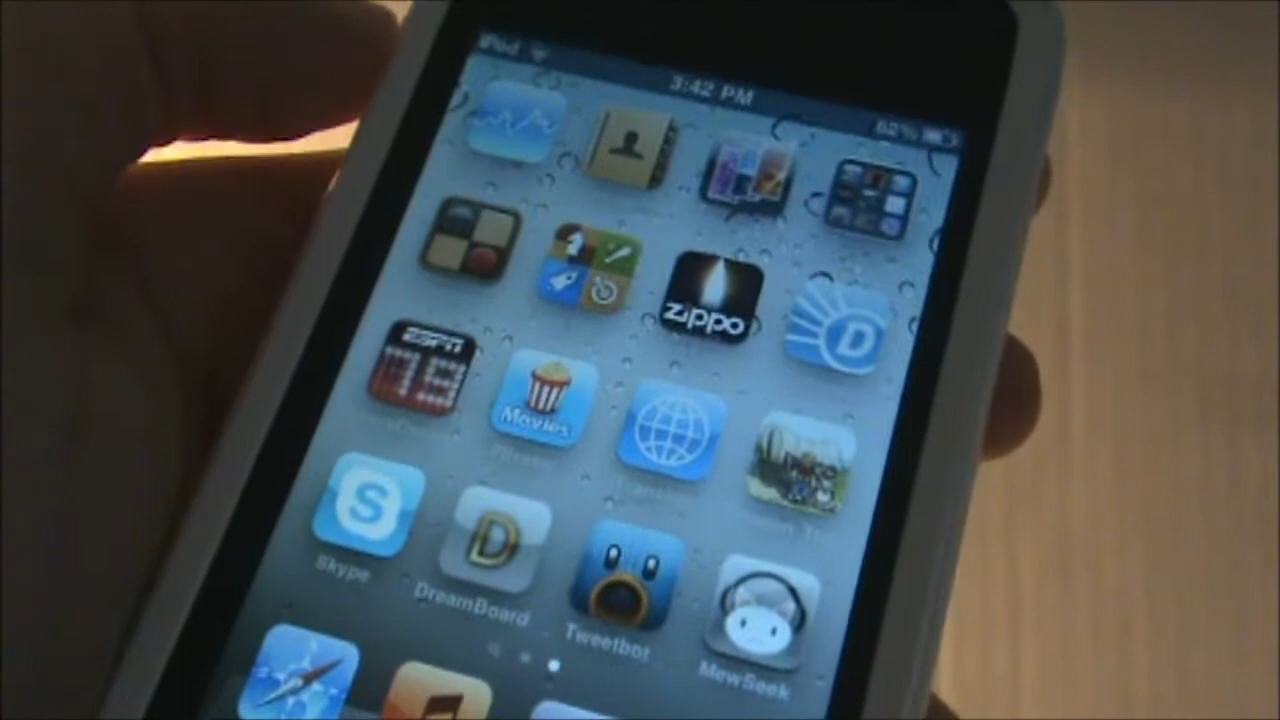 iPod
3:42 PM
62%
zippo
D
ESPN
Movies
S
D
Skype
DreamBoard
Tweetbot
MewSeek